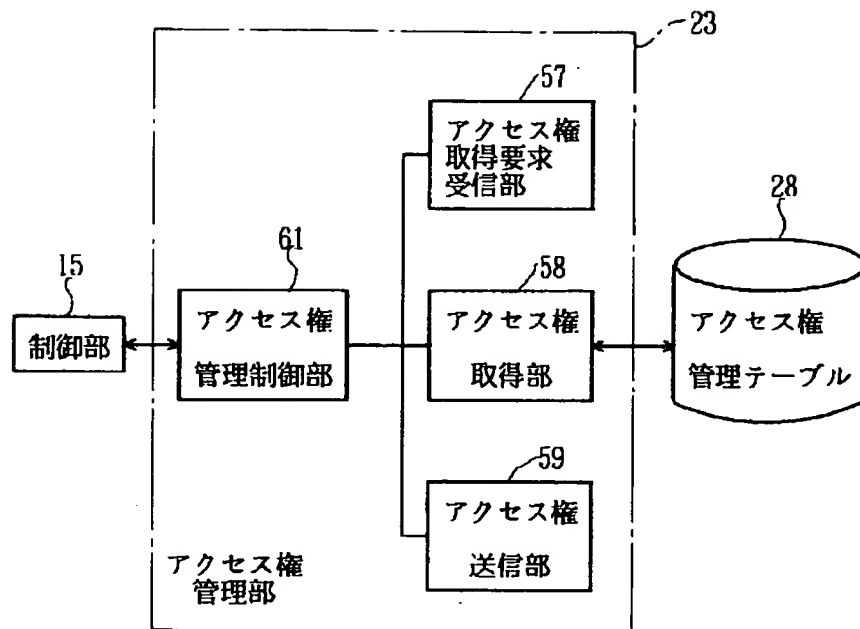 23
57
アクセス権
取得要求
受信部
28
61
58
15
制御部
アクセス権
管理制御部
アクセス権
取得部
アクセス権
管理テーブル
59
アクセス権
送信部
アクセス権
管理部